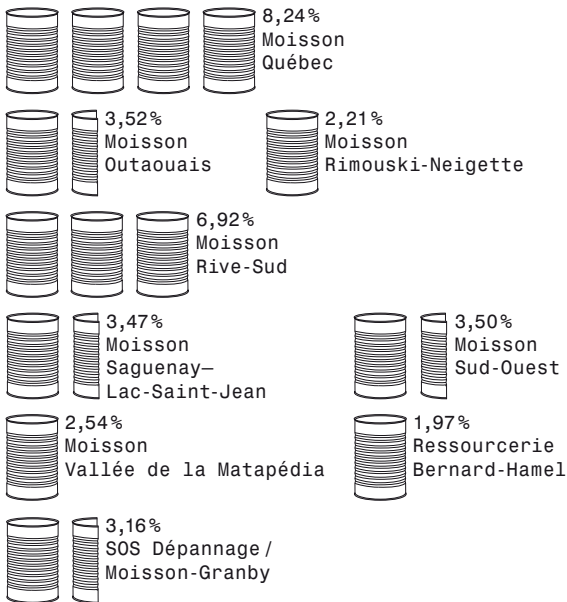 8,24%
Moisson
Québec
3,52%
Moisson
Outaouais
2,21%
Moisson
Rimouski-Neigette
6,92%
Moisson
Rive-Sud
3,47%
Moisson
Saguenay–
Lac-Saint-Jean
3,50%
Moisson
Sud-Ouest
2,54%
Moisson
Vallée de la Matapédia
1,97%
Ressourcerie
Bernard-Hamel
3,16%
SOS Dépannage/
Moisson-Granby